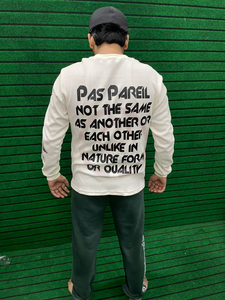 PAS PAREIL
NOT THE SAME
AS ANOTHER OR
EACH OTHER
UNLIKE IN
NATURE FORM
OR QUALITY